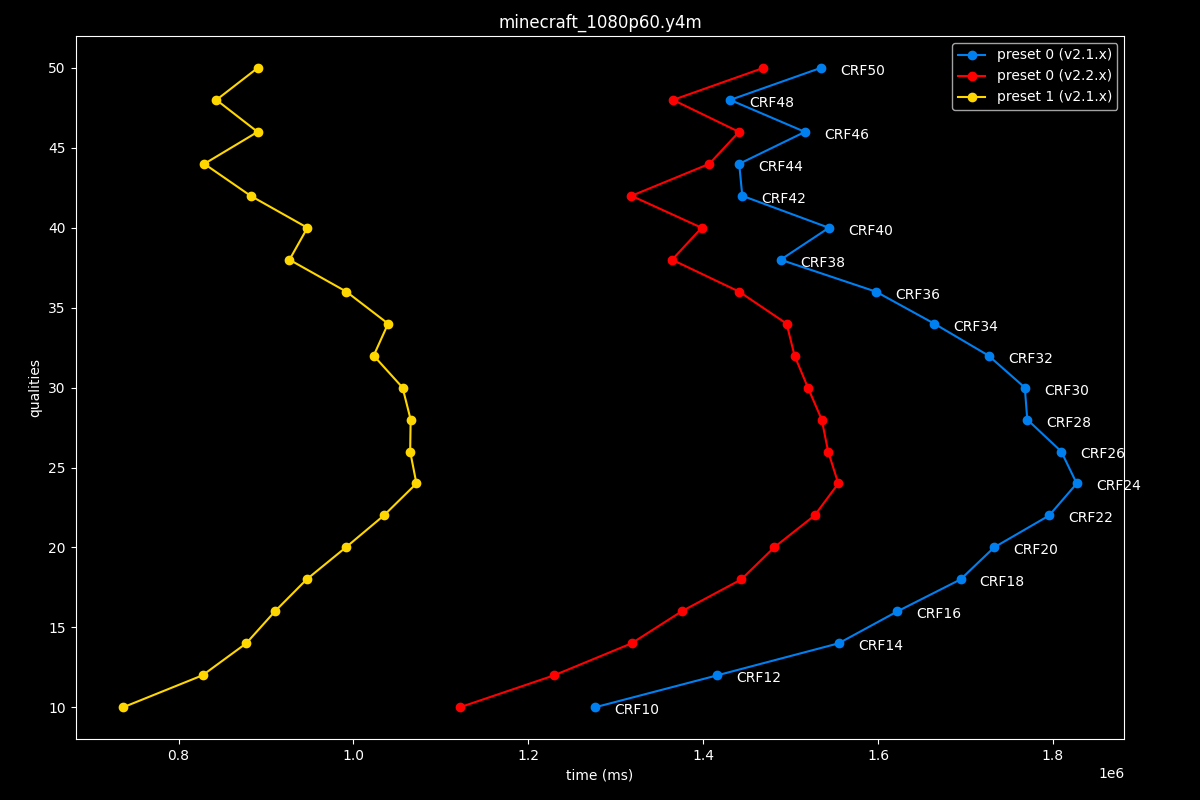 minecraft_1080p60.y4m
preset 0 (v2.1.x)
preset 0 (v2.2.x)
preset 1 (v2.1.x)
50
45
40
35
30
25
20
15
10
qualities
CRF50
CRF48
CRF46
CRF44
CRF42
CRF40
CRF38
CRF36
CRF34
CRF32
CRF30
CRF28
CRF26
CRF24
CRF22
CRF20
CRF18
CRF16
CRF14
CRF12
CRF10
0.8 1.0 1.2 1.4 1.6 1.8
time (ms)
1e6